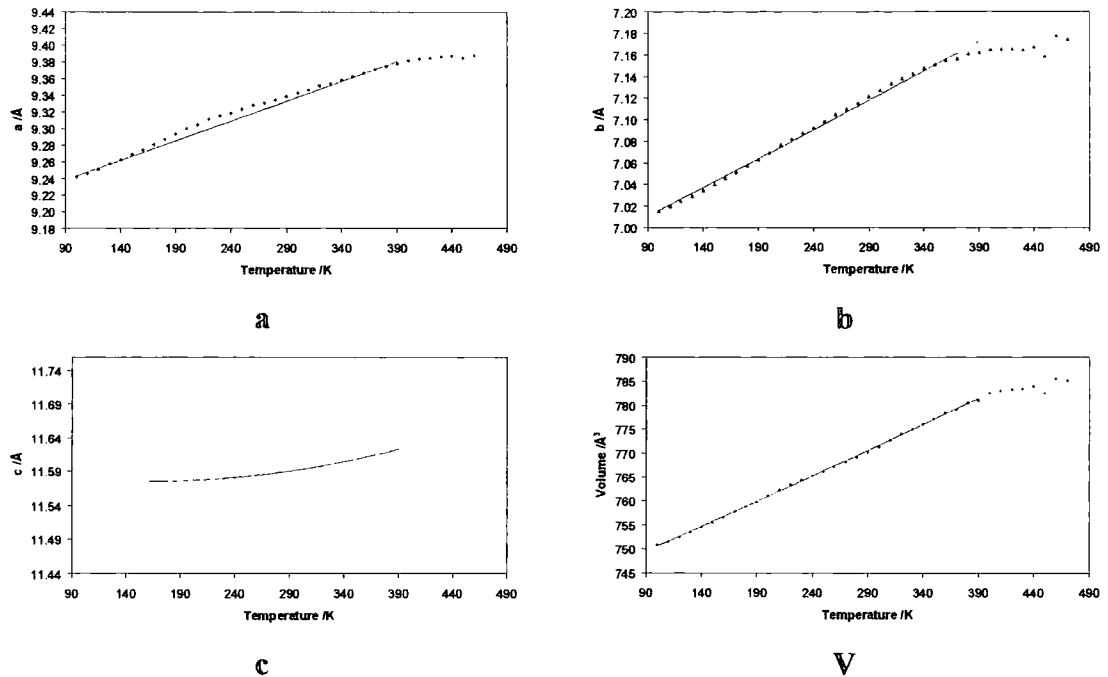 9.44
9.42
9.40
9.38
9.36
9.34
9.32
9.30
9.28
9.26
9.24
9.22
9.20
9.18
a /Å
90 140 190 240 290 340 390 440 490
Temperature /K
a
7.20
7.18
7.16
7.14
7.12
7.10
7.08
7.06
7.04
7.02
7.00
b /Å
90 140 190 240 290 340 390 440 490
Temperature /K
b
11.74
11.69
11.64
11.59
11.54
11.49
11.44
c /Å
90 140 190 240 290 340 390 440 490
Temperature /K
c
790
785
780
775
770
765
760
755
750
745
Volume /Å³
90 140 190 240 290 340 390 440 490
Temperature /K
V